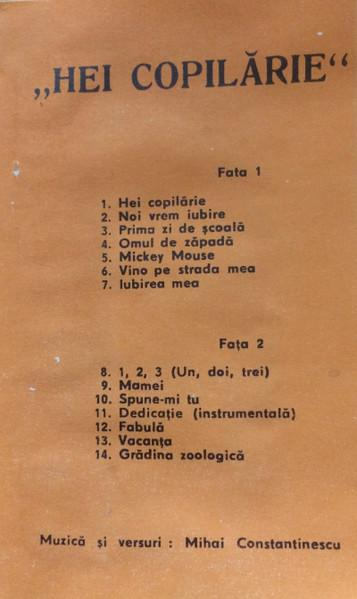 „HEI COPILĂRIE“
Fata 1
1. Hei copilărie
2. Noi vrem iubire
3. Prima zi de școală
4. Omul de zăpadă
5. Mickey Mouse
6. Vino pe strada mea
7. Iubirea mea
Fața 2
8. 1, 2, 3 (Un, doi, trei)
9. Mamei
10. Spune-mi tu
11. Dedicație (instrumentală)
12. Fabulă
13. Vacanța
14. Grădina zoologică
Muzică și versuri : Mihai Constantinescu